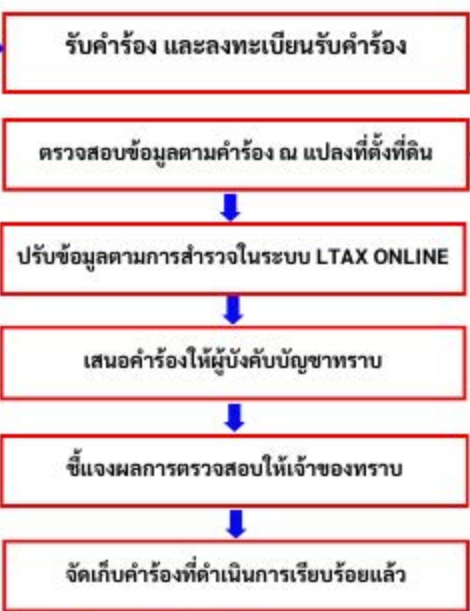 รับคำร้อง และลงทะเบียนรับคำร้อง
ตรวจสอบข้อมูลตามคำร้อง ณ แปลงที่ตั้งที่ดิน
ปรับข้อมูลตามการสำรวจในระบบ LTAX ONLINE
เสนอคำร้องให้ผู้บังคับบัญชาทราบ
ชี้แจงผลการตรวจสอบให้เจ้าของทราบ
จัดเก็บคำร้องที่ดำเนินการเรียบร้อยแล้ว